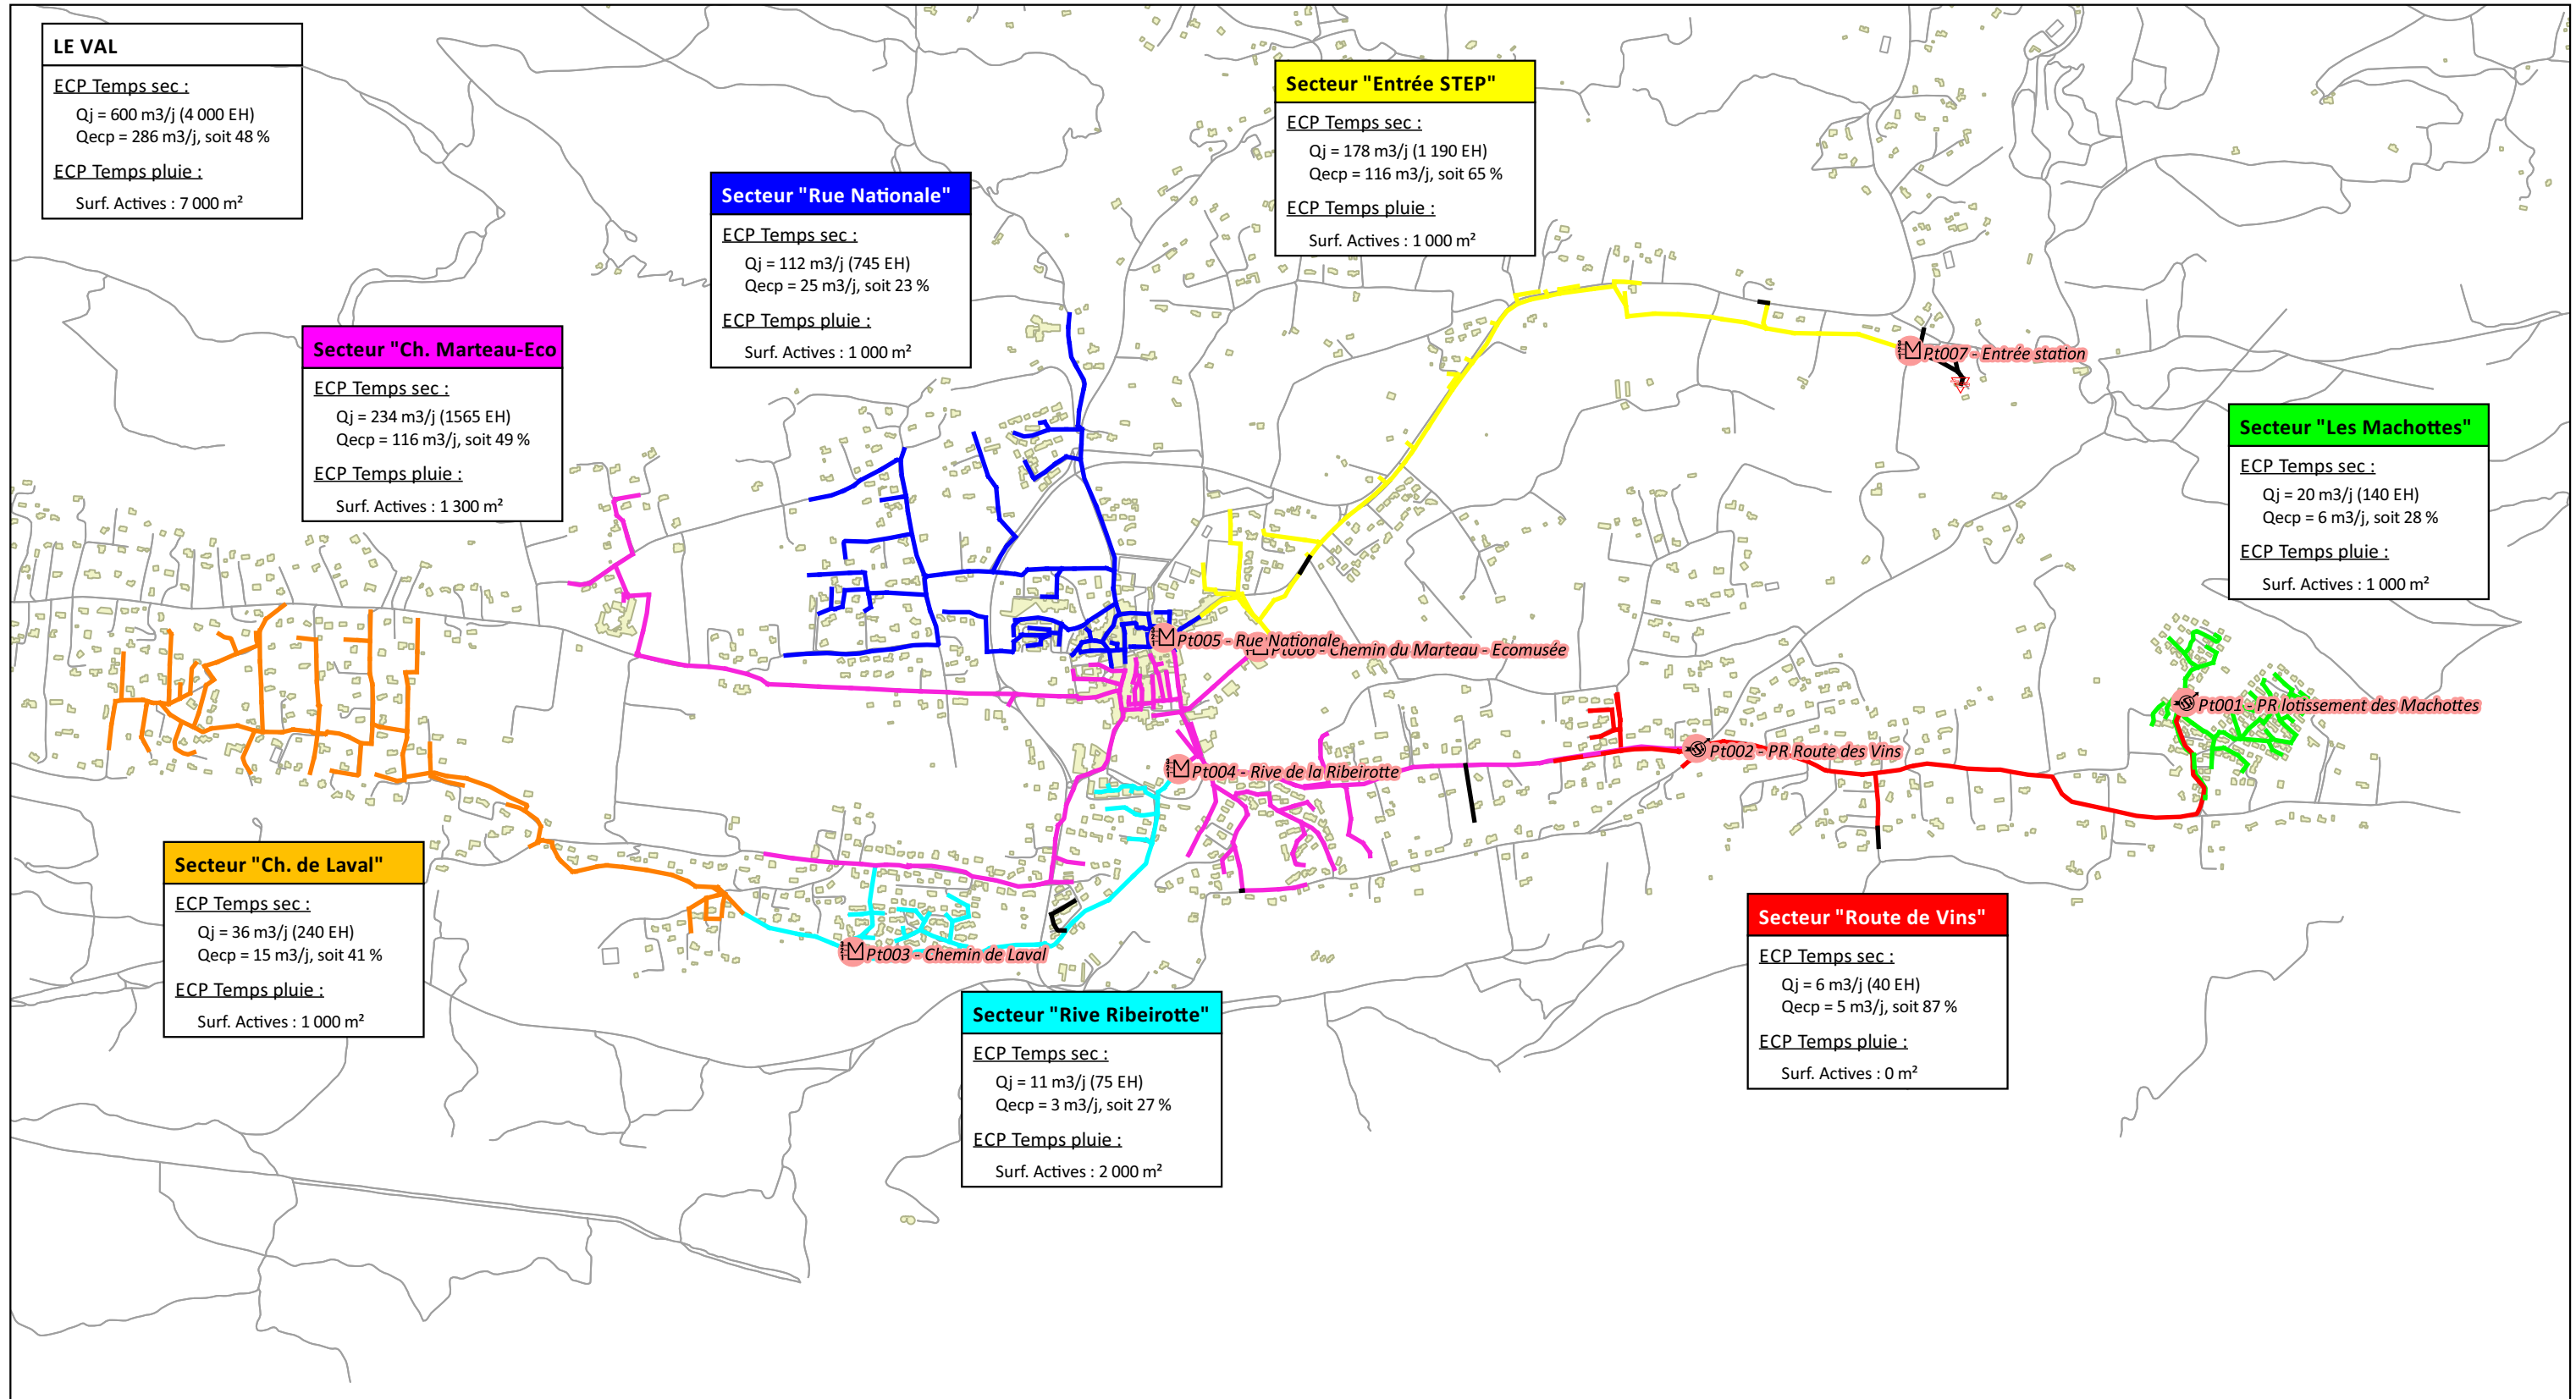 LE VAL
ECP Temps sec :
Qj = 600 m3/j (4 000 EH)
Qecp = 286 m3/j, soit 48 %
ECP Temps pluie :
Surf. Actives : 7 000 m²
Secteur "Entrée STEP"
ECP Temps sec :
Qj = 178 m3/j (1 190 EH)
Qecp = 116 m3/j, soit 65 %
ECP Temps pluie :
Surf. Actives : 1 000 m²
Secteur "Rue Nationale"
ECP Temps sec :
Qj = 112 m3/j (745 EH)
Qecp = 25 m3/j, soit 23 %
ECP Temps pluie :
Surf. Actives : 1 000 m²
Secteur "Ch. Marteau-Eco
ECP Temps sec :
Qj = 234 m3/j (1565 EH)
Qecp = 116 m3/j, soit 49 %
ECP Temps pluie :
Surf. Actives : 1 300 m²
Pt007 - Entrée station
Secteur "Les Machottes"
ECP Temps sec :
Qj = 20 m3/j (140 EH)
Qecp = 6 m3/j, soit 28 %
ECP Temps pluie :
Surf. Actives : 1 000 m²
Pt005 - Rue Nationale
Pt006 - Chemin du Marteau - Ecomusée
Pt001 - PR lotissement des Machottes
Pt002 - PR Route des Vins
Pt004 - Rive de la Ribeirotte
Secteur "Ch. de Laval"
ECP Temps sec :
Qj = 36 m3/j (240 EH)
Qecp = 15 m3/j, soit 41 %
ECP Temps pluie :
Surf. Actives : 1 000 m²
Pt003 - Chemin de Laval
Secteur "Route de Vins"
ECP Temps sec :
Qj = 6 m3/j (40 EH)
Qecp = 5 m3/j, soit 87 %
ECP Temps pluie :
Surf. Actives : 0 m²
Secteur "Rive Ribeirotte"
ECP Temps sec :
Qj = 11 m3/j (75 EH)
Qecp = 3 m3/j, soit 27 %
ECP Temps pluie :
Surf. Actives : 2 000 m²